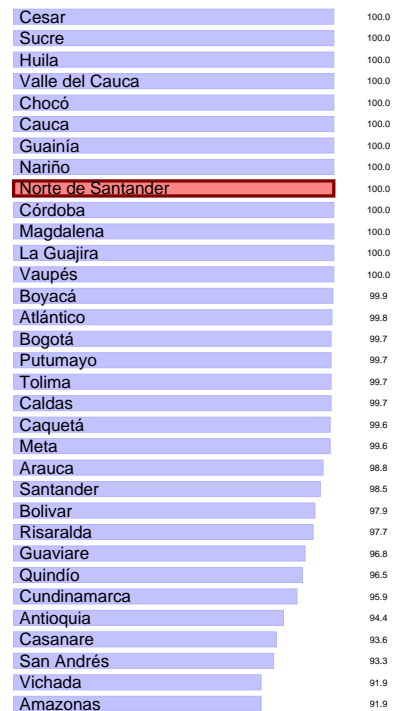 Cesar 100.0
Sucre 100.0
Huila 100.0
Valle del Cauca 100.0
Chocó 100.0
Cauca 100.0
Guainía 100.0
Nariño 100.0
Norte de Santander 100.0
Córdoba 100.0
Magdalena 100.0
La Guajira 100.0
Vaupés 100.0
Boyacá 99.9
Atlántico 99.8
Bogotá 99.7
Putumayo 99.7
Tolima 99.7
Caldas 99.7
Caquetá 99.6
Meta 99.6
Arauca 98.8
Santander 98.5
Bolivar 97.9
Risaralda 97.7
Guaviare 96.8
Quindío 96.5
Cundinamarca 95.9
Antioquia 94.4
Casanare 93.6
San Andrés 93.3
Vichada 91.9
Amazonas 91.9